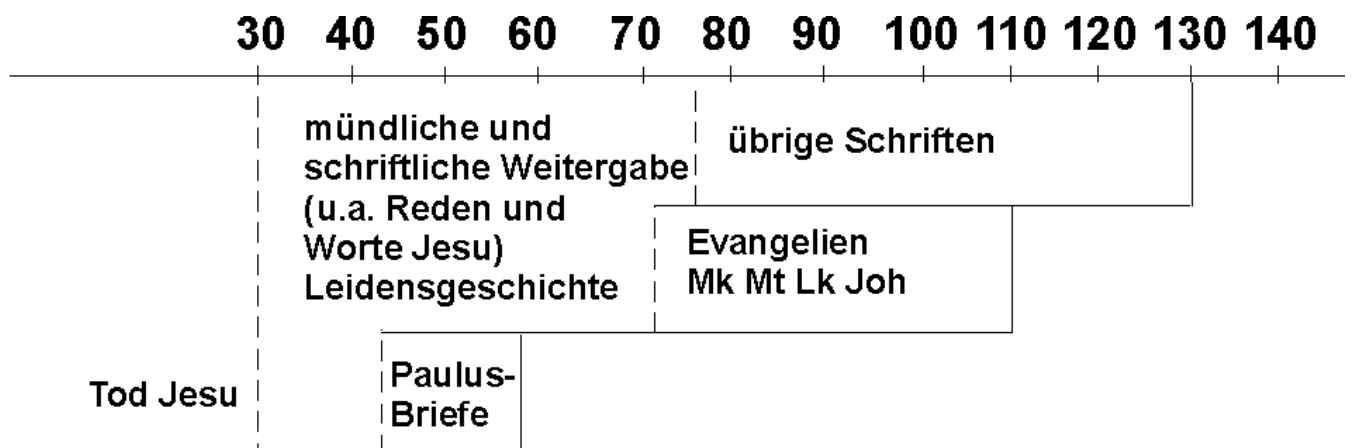 30 40 50 60 70 80 90 100 110 120 130 140
mündliche und
schriftliche Weitergabe
(u.a. Reden und
Worte Jesu)
Leidensgeschichte
übrige Schriften
Evangelien
Mk Mt Lk Joh
Tod Jesu
Paulus-
Briefe